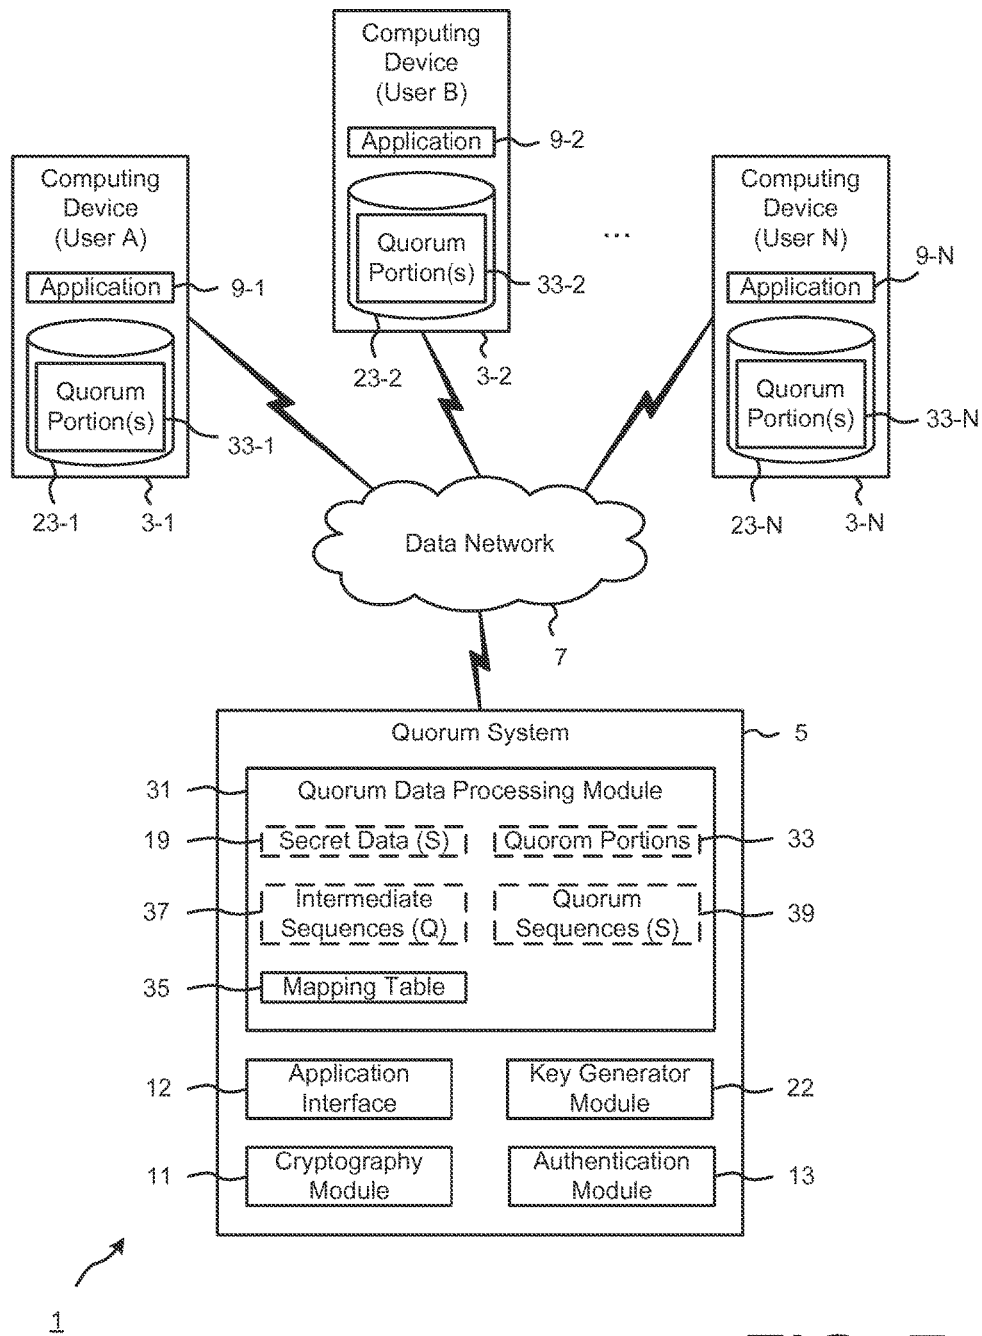 Computing
Device
(User B)
Application
9-2
Quorum
Portion(s)
33-2
23-2
3-2
Computing
Device
(User A)
Application
9-1
Quorum
Portion(s)
33-1
23-1
3-1
...
Computing
Device
(User N)
Application
9-N
Quorum
Portion(s)
33-N
23-N
3-N
Data Network
7
Quorum System
5
31
Quorum Data Processing Module
19
Secret Data (S)
Quorom Portions
33
37
Intermediate
Sequences (Q)
Quorum
Sequences (S)
39
35
Mapping Table
12
Application
Interface
Key Generator
Module
22
11
Cryptography
Module
Authentication
Module
13
1